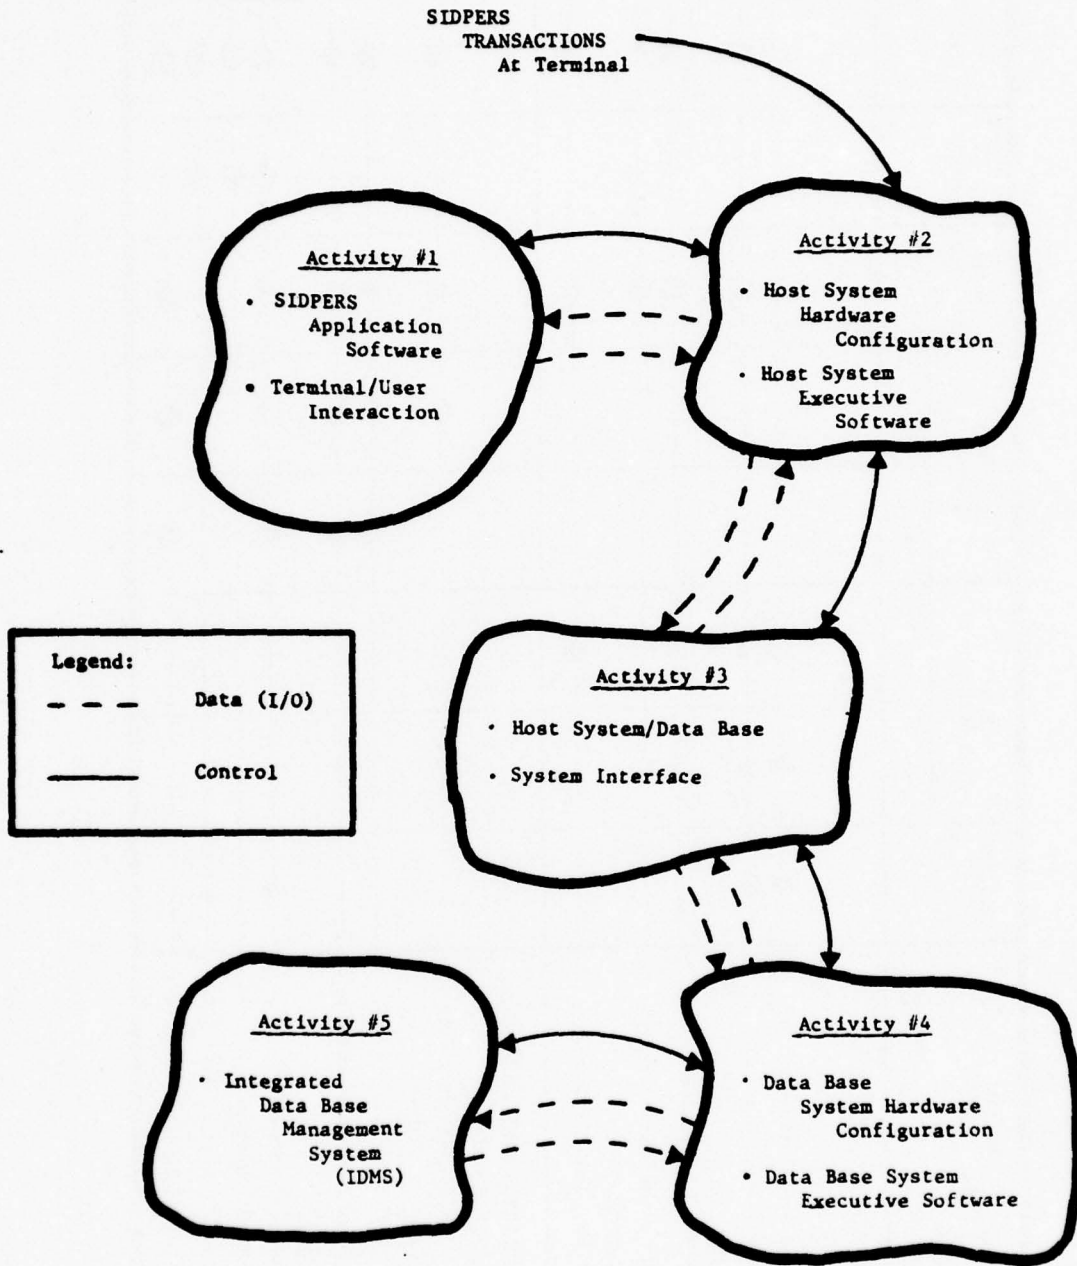 SIDPERS
TRANSACTIONS
At Terminal
Activity #1
• SIDPERS
Application
Software
• Terminal/User
Interaction
Activity #2
• Host System
Hardware
Configuration
• Host System
Executive
Software
Legend:
Data (I/O)
Control
Activity #3
• Host System/Data Base
• System Interface
Activity #5
• Integrated
Data Base
Management
System
(IDMS)
Activity #4
• Data Base
System Hardware
Configuration
• Data Base System
Executive Software